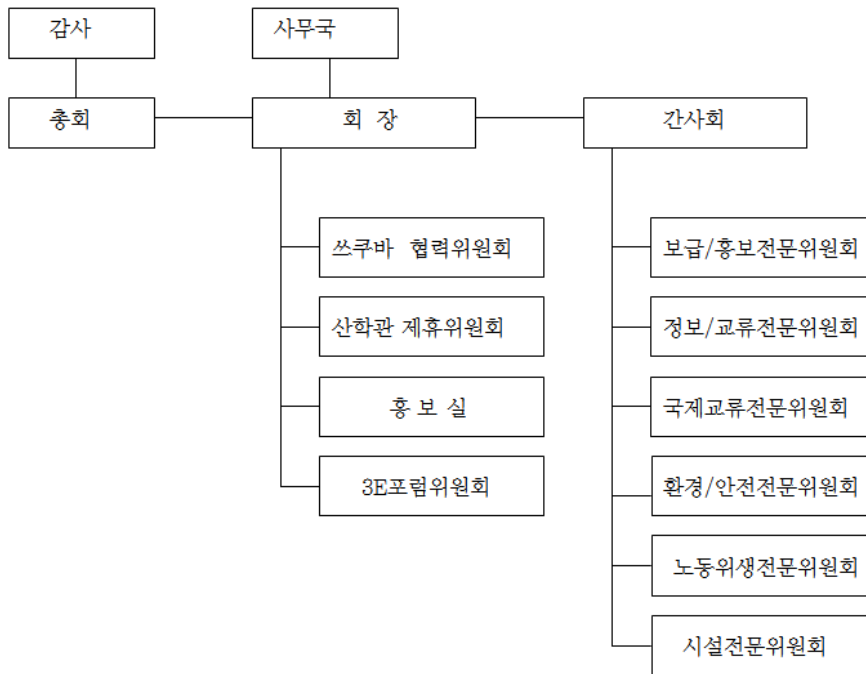 감사
사무국
총회
회 장
간사회
쓰쿠바 협력위원회
산학관 제휴위원회
홍 보 실
3E포럼위원회
보급/홍보전문위원회
정보/교류전문위원회
국제교류전문위원회
환경/안전전문위원회
노동위생전문위원회
시설전문위원회